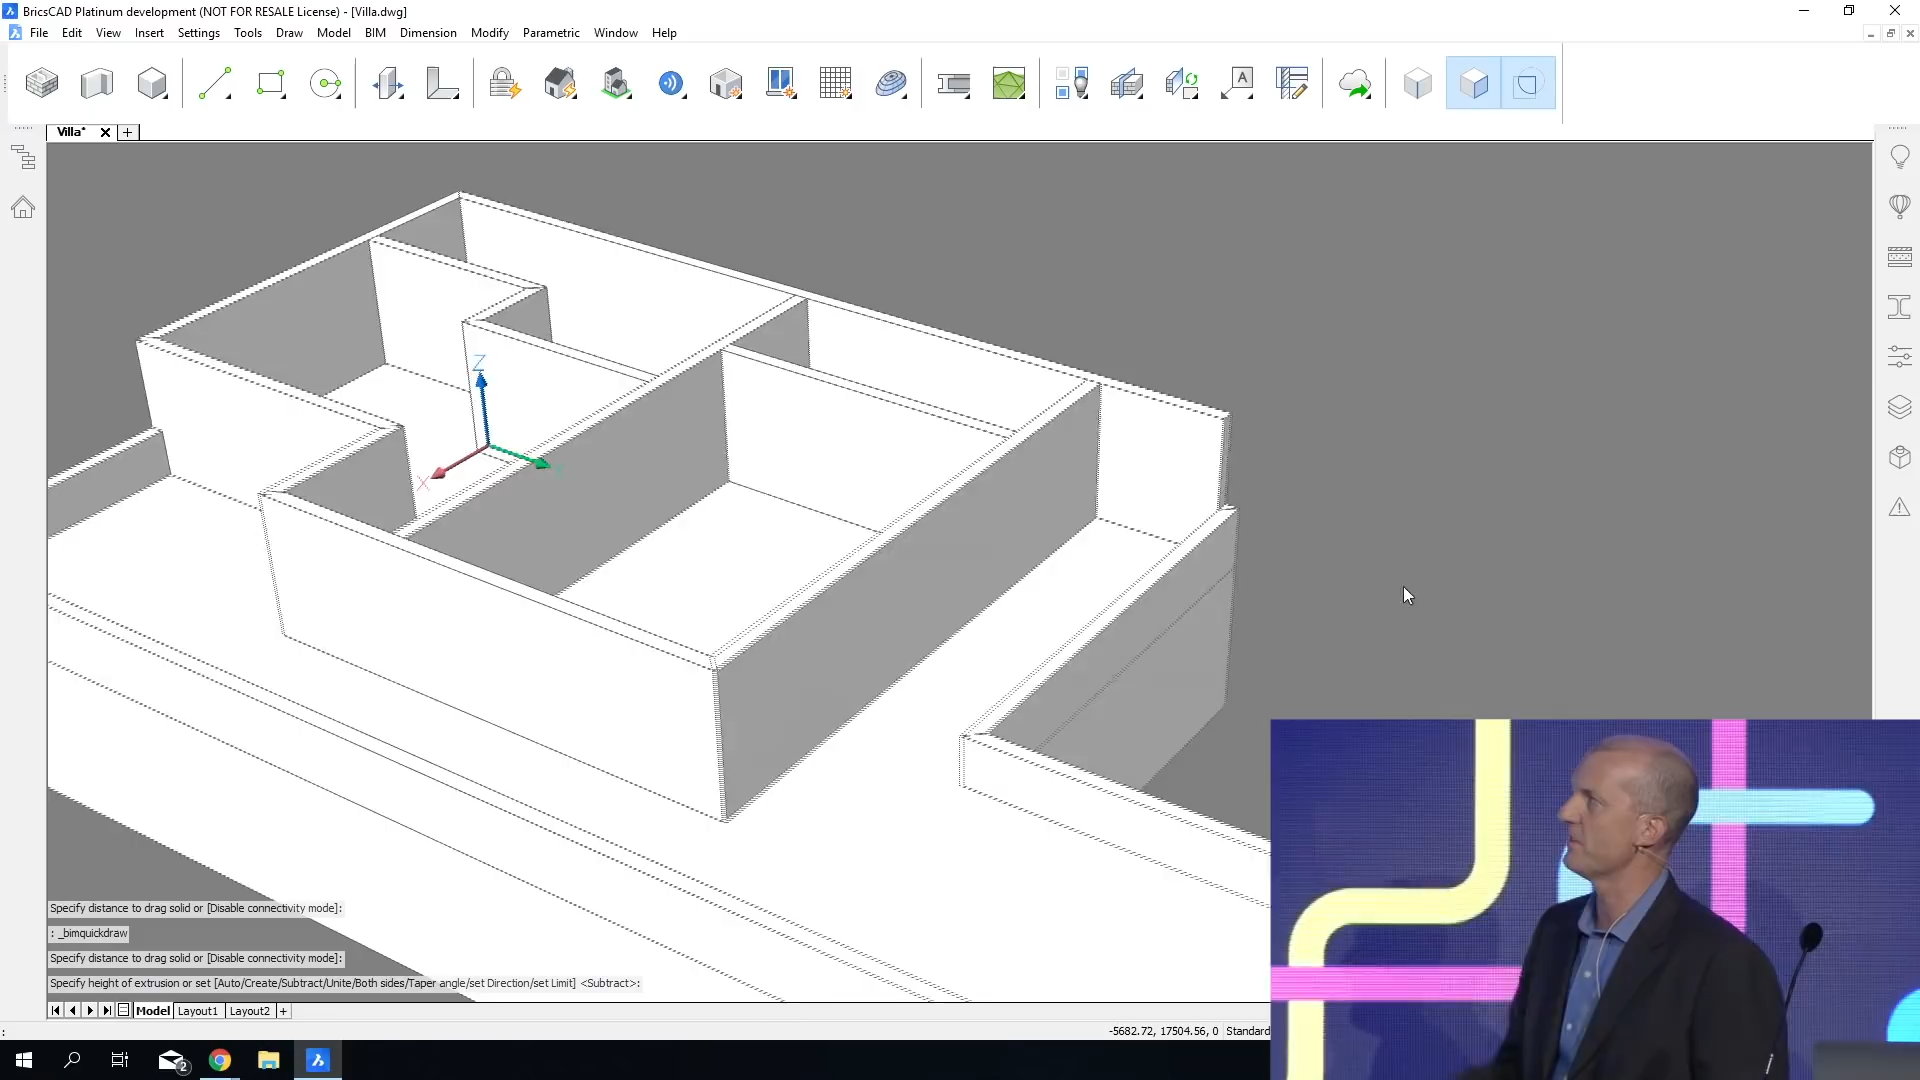 BricsCAD Platinum development (NOT FOR RESALE License) - [Villa.dwg]
File Edit View Insert Settings Tools Draw Model BIM Dimension Modify Parametric Window Help
A
Villa*
Z
X
Y
Specify distance to drag solid or [Disable connectivity mode]:
: _bimquickdraw
Specify distance to drag solid or [Disable connectivity mode]:
Specify height of extrusion or set [Auto/Create/Subtract/Unite/Both sides/Taper angle/set Direction/set Limit] <Subtract>:
Model Layout1 Layout2 +
:
-5682.72, 17504.56, 0 Standard
2